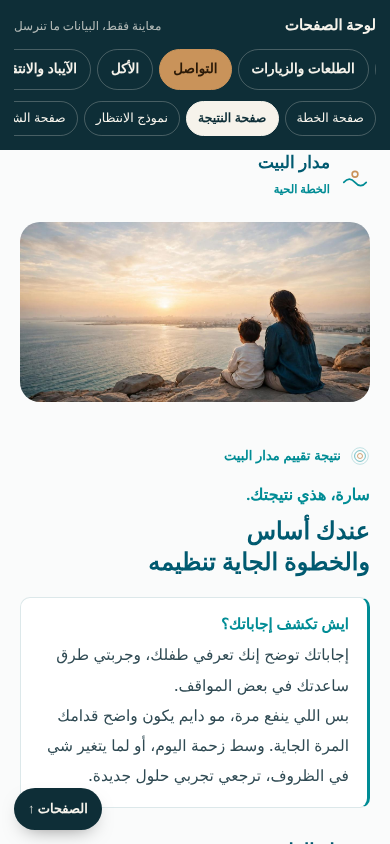 لوحة الصفحات
معاينة فقط، البيانات ما تنرسل
الطلعات والزيارات
التواصل
الأكل
الآيباد والانتق
صفحة الخطة
صفحة النتيجة
نموذج الانتظار
صفحة الش
مدار البيت
الخطة الحية
نتيجة تقييم مدار البيت
سارة، هذي نتيجتك.
عندك أساس
والخطوة الجاية تنظيمه
ايش تكشف إجاباتك؟
إجاباتك توضح إنك تعرفي طفلك، وجربتي طرق
ساعدتك في بعض المواقف.
بس اللي ينفع مرة، مو دايم يكون واضح قدامك
المرة الجاية. وسط زحمة اليوم، أو لما يتغير شي
في الظروف، ترجعي تجربي حلول جديدة.
الصفحات ↑